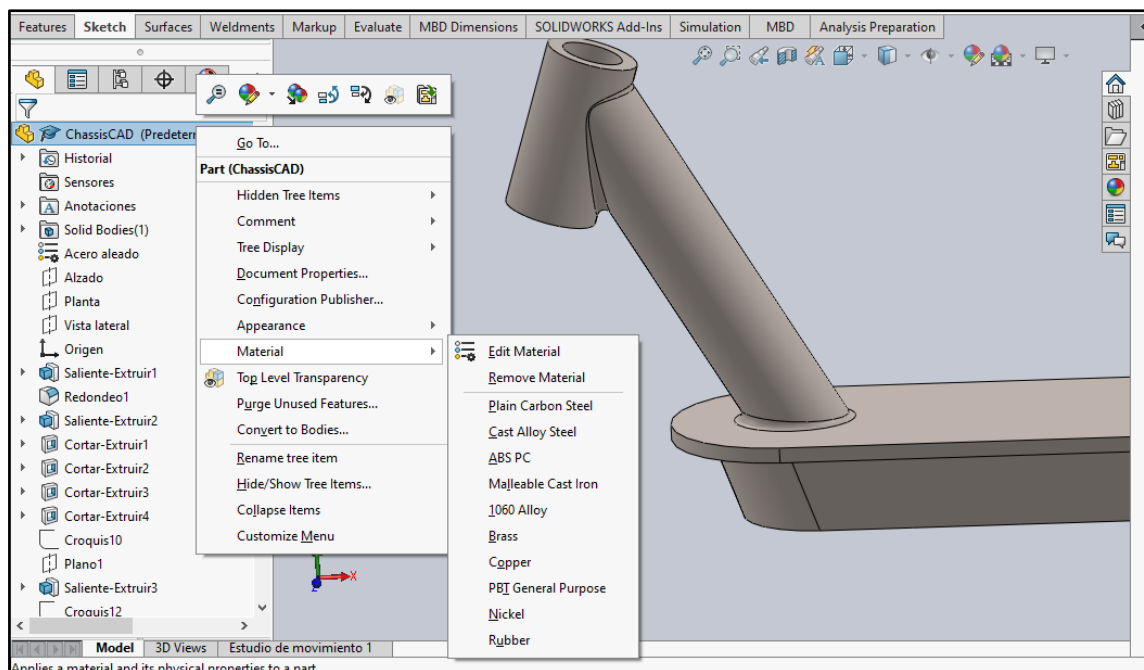 Features Sketch Surfaces Weldments Markup Evaluate MBD Dimensions SOLIDWORKS Add-Ins Simulation MBD Analysis Preparation
ChassisCAD (Predeterr
Historial
Sensores
Anotaciones
Solid Bodies(1)
Acero aleado
Alzado
Planta
Vista lateral
Origen
Saliente-Extruir1
Redondeo1
Saliente-Extruir2
Cortar-Extruir1
Cortar-Extruir2
Cortar-Extruir3
Cortar-Extruir4
Croquis10
Plano1
Saliente-Extruir3
Croquis12
Go To...
Part (ChassisCAD)
Hidden Tree Items
Comment
Tree Display
Document Properties...
Configuration Publisher...
Appearance
Material
Top Level Transparency
Purge Unused Features...
Convert to Bodies...
Rename tree item
Hide/Show Tree Items...
Collapse Items
Customize Menu
Edit Material
Remove Material
Plain Carbon Steel
Cast Alloy Steel
ABS PC
Malleable Cast Iron
1060 Alloy
Brass
Copper
PBT General Purpose
Nickel
Rubber
X
Z
Model 3D Views Estudio de movimiento 1
Applies a material and its physical properties to a part